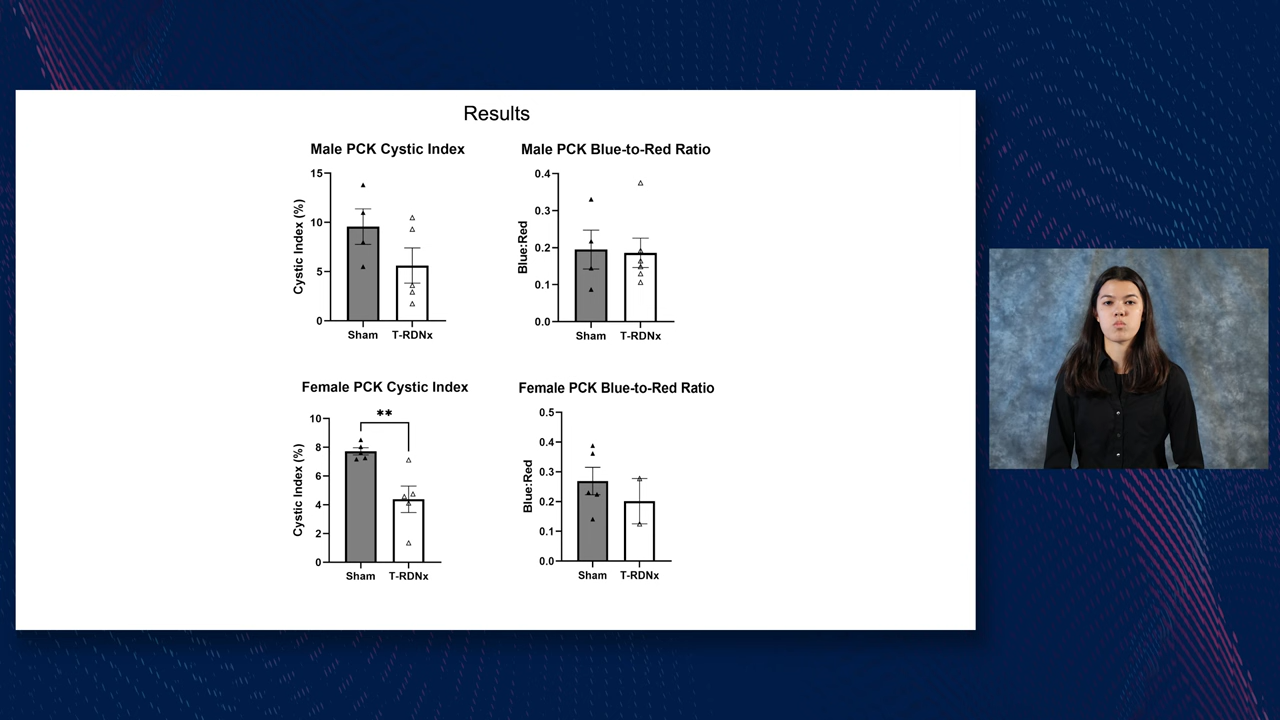 Results
Male PCK Cystic Index
15
10
5
0
Cystic Index (%)
Sham
T-RDNx
Male PCK Blue-to-Red Ratio
0.4
0.3
0.2
0.1
0.0
Blue:Red
Sham
T-RDNx
Female PCK Cystic Index
**
10
8
6
4
2
0
Cystic Index (%)
Sham
T-RDNx
Female PCK Blue-to-Red Ratio
0.5
0.4
0.3
0.2
0.1
0.0
Blue:Red
Sham
T-RDNx